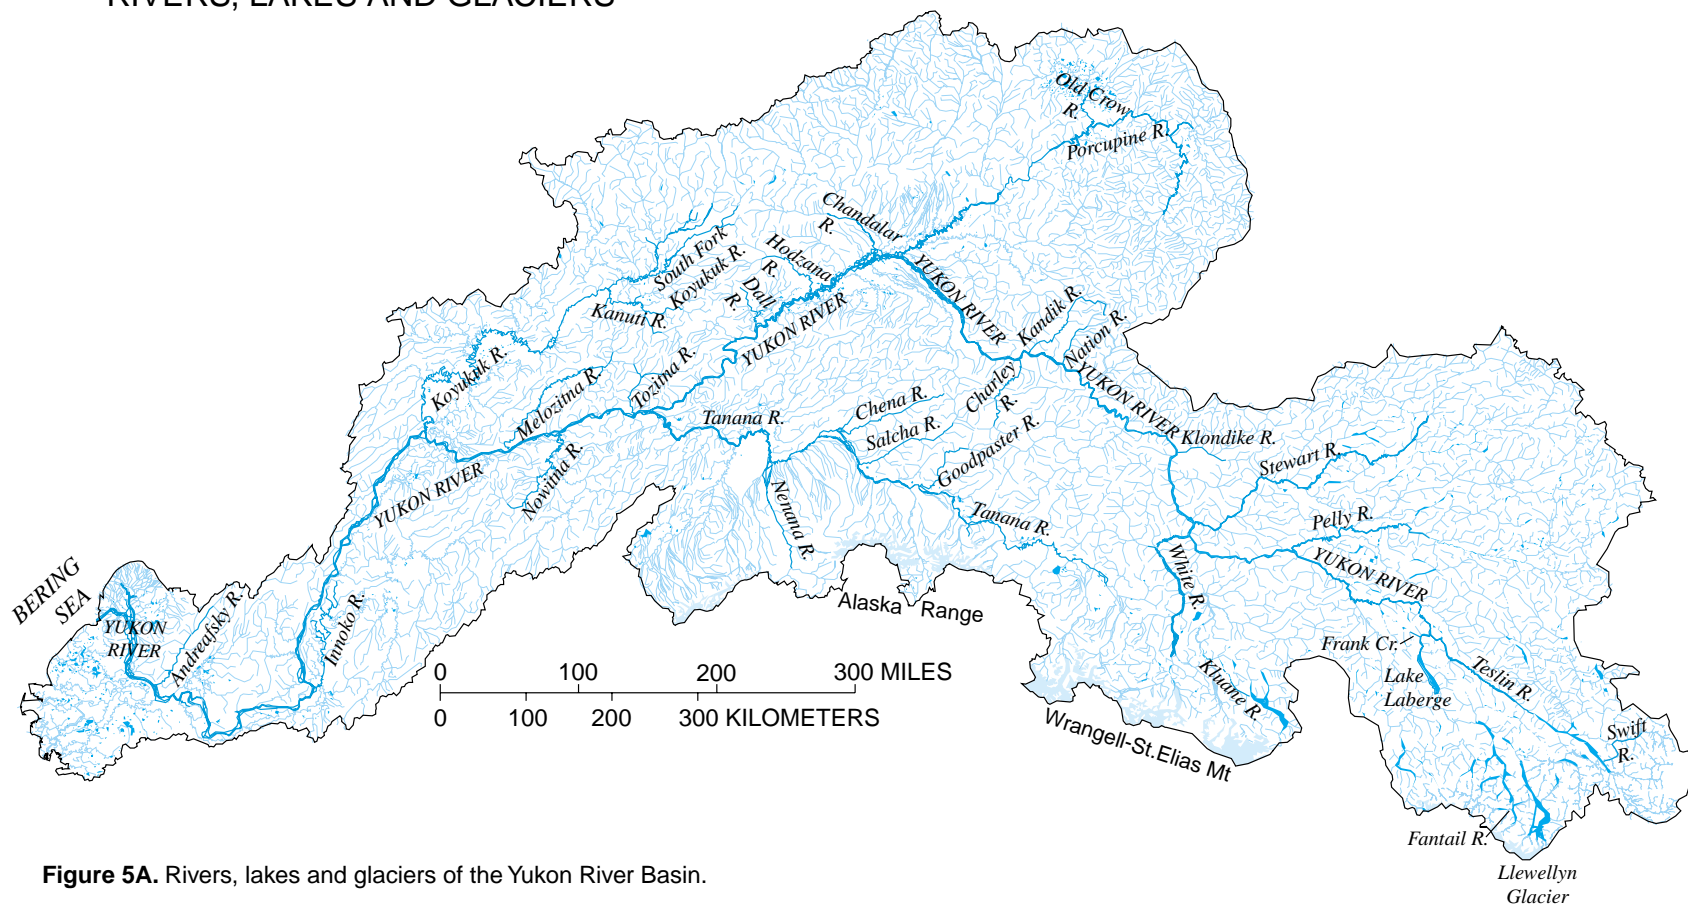 RIVERS, LAKES AND GLACIERS
Old Crow
R.
Porcupine R.
Chandalar
R.
South Fork
Koyukuk R.
Hodzana
R.
Dall
R.
Kanuti R.
YUKON RIVER
YUKON RIVER
Kandik R.
Nation R.
Koyukuk R.
Melozitna R.
Tozitna R.
Charley
R.
YUKON RIVER
Tanana R.
Chena R.
Salcha R.
Goodpaster R.
Klondike R.
Stewart R.
YUKON RIVER
Nowitna R.
Nenana R.
Tanana R.
Pelly R.
YUKON RIVER
White R.
BERING
SEA
YUKON
RIVER
Andreafsky R.
Innoko R.
Alaska Range
Frank Cr.
Lake
Laberge
Teslin R.
Kluane R.
Swift
R.
Wrangell-St.Elias Mt
0 100 200 300 MILES
0 100 200 300 KILOMETERS
Fantail R.
Llewellyn
Glacier
Figure 5A. Rivers, lakes and glaciers of the Yukon River Basin.